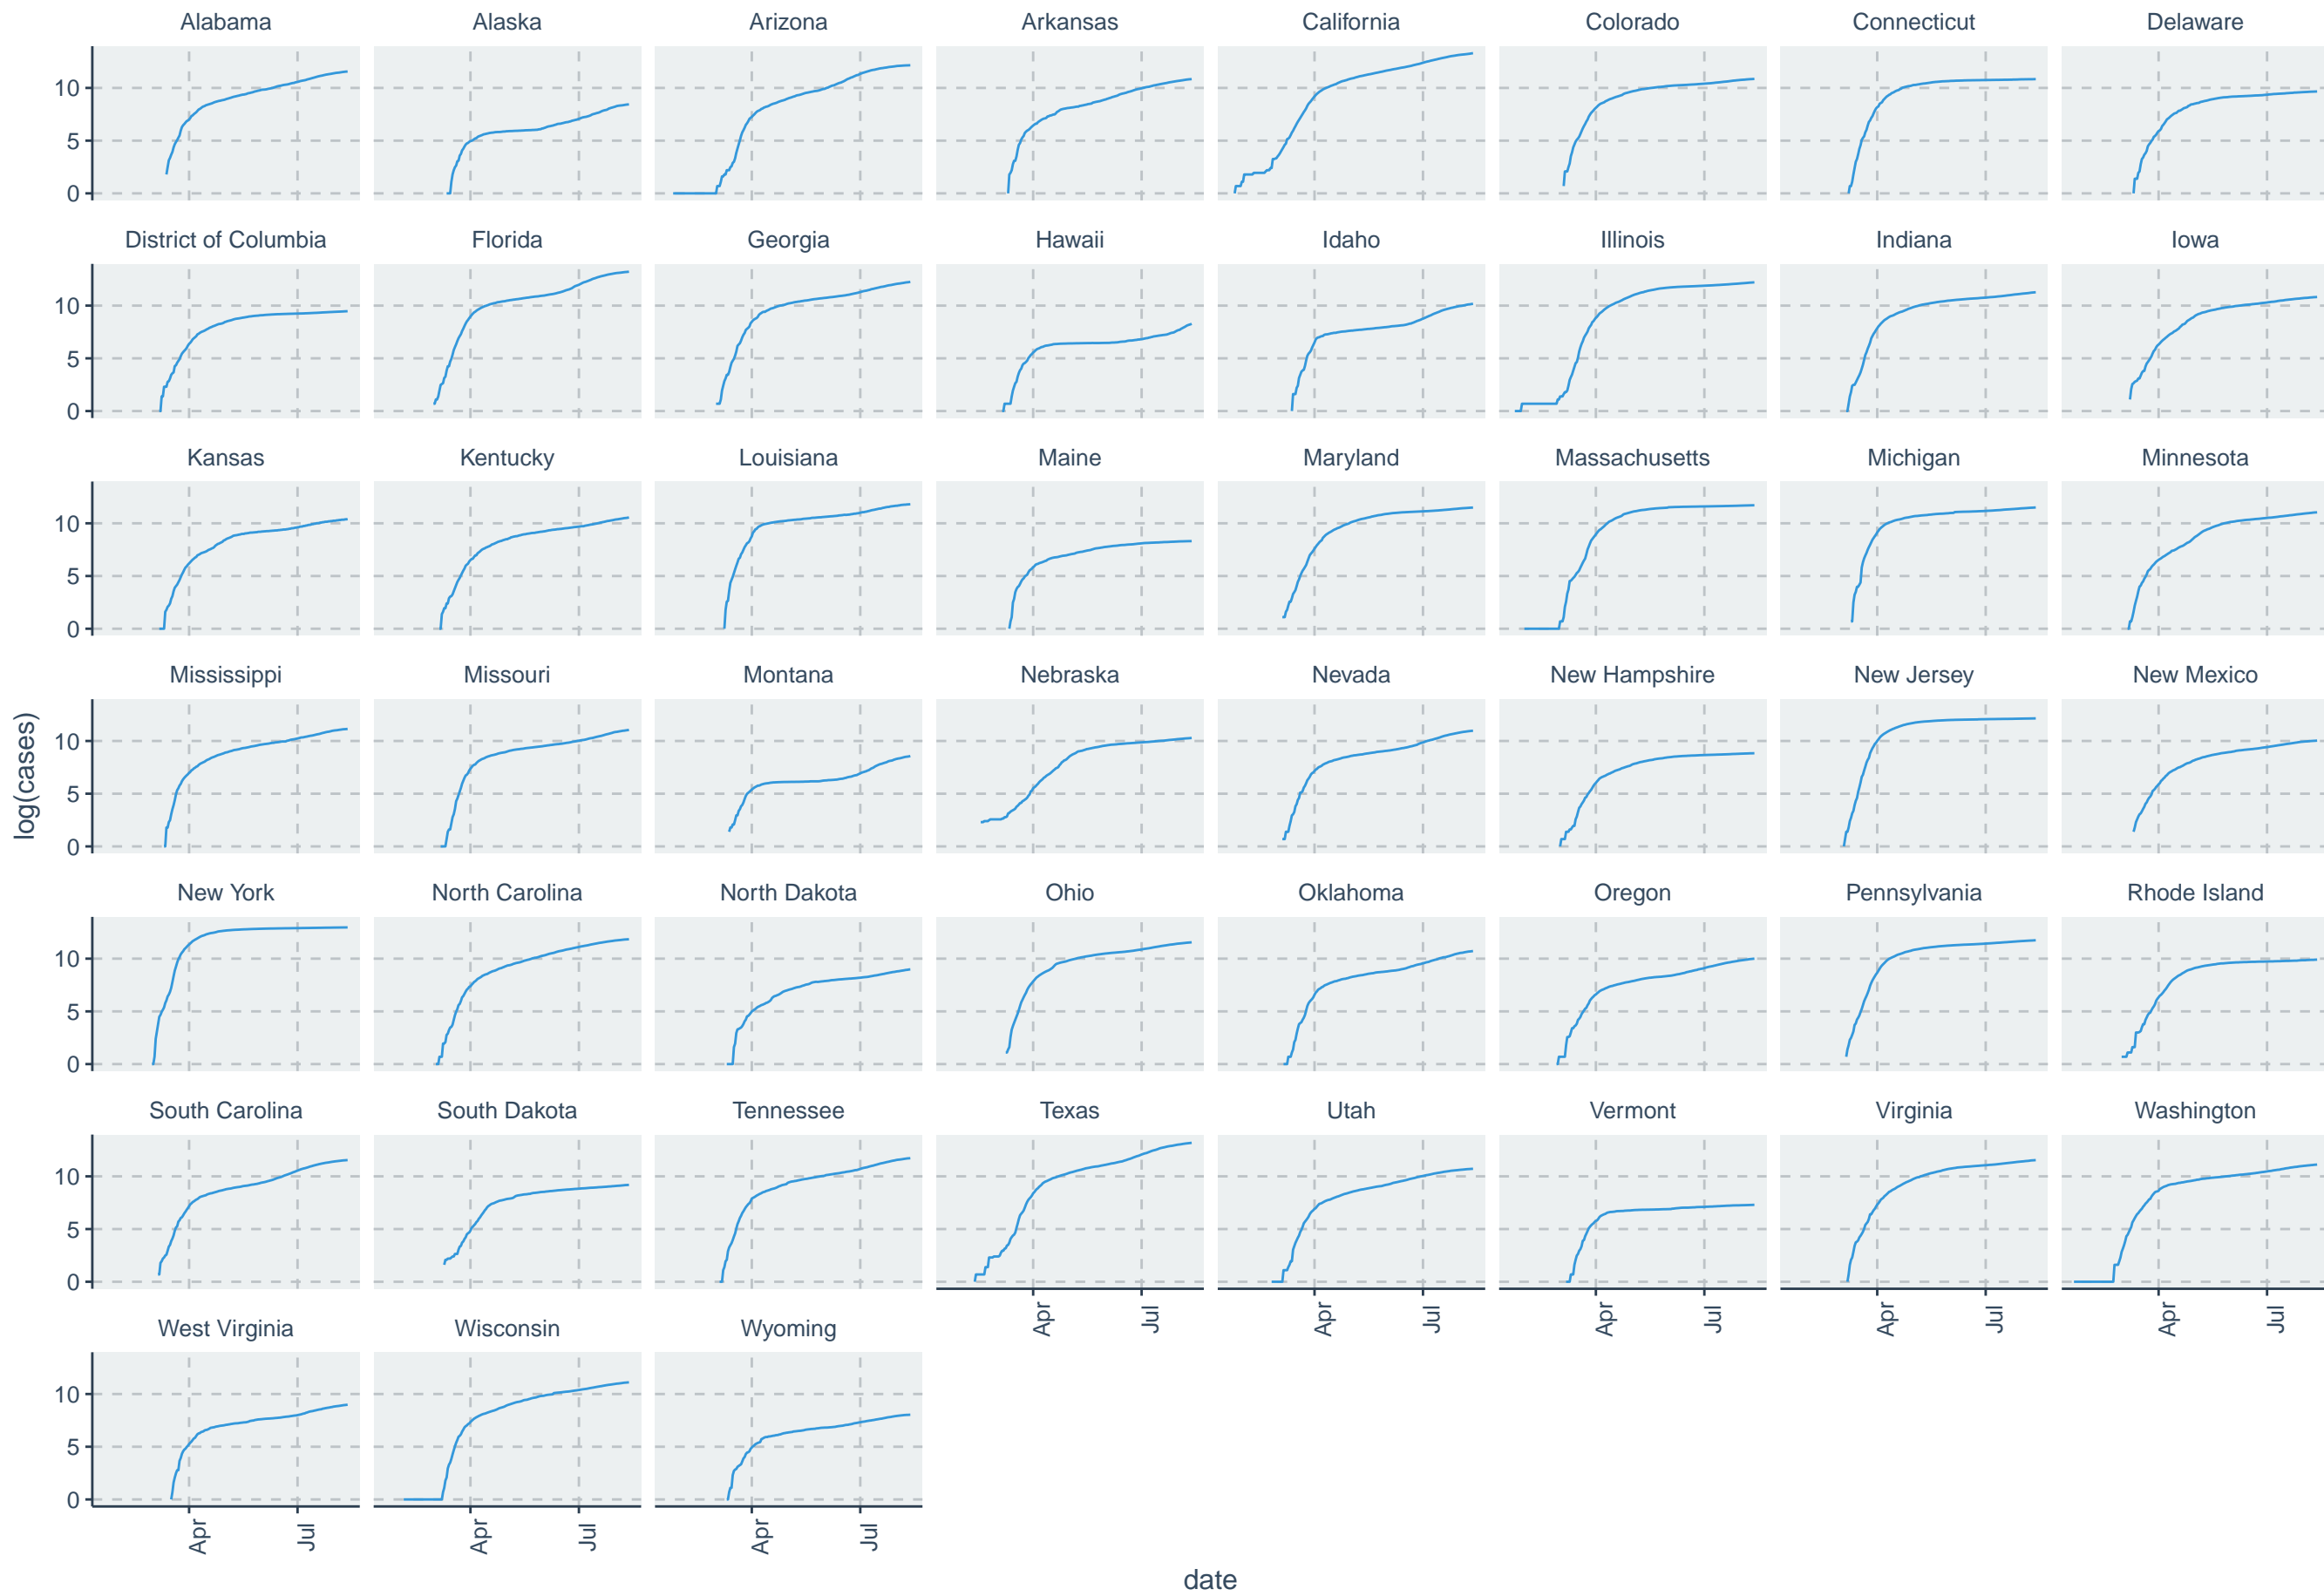 Alabama Alaska Arizona Arkansas California Colorado Connecticut Delaware
10
5
0
District of Columbia Florida Georgia Hawaii Idaho Illinois Indiana Iowa
10
5
0
Kansas Kentucky Louisiana Maine Maryland Massachusetts Michigan Minnesota
10
5
0
Mississippi Missouri Montana Nebraska Nevada New Hampshire New Jersey New Mexico
10
5
0
log(cases)
New York North Carolina North Dakota Ohio Oklahoma Oregon Pennsylvania Rhode Island
10
5
0
South Carolina South Dakota Tennessee Texas Utah Vermont Virginia Washington
10
5
0
Apr Jul Apr Jul Apr Jul Apr Jul Apr Jul
West Virginia Wisconsin Wyoming
10
5
0
Apr Jul Apr Jul Apr Jul
date